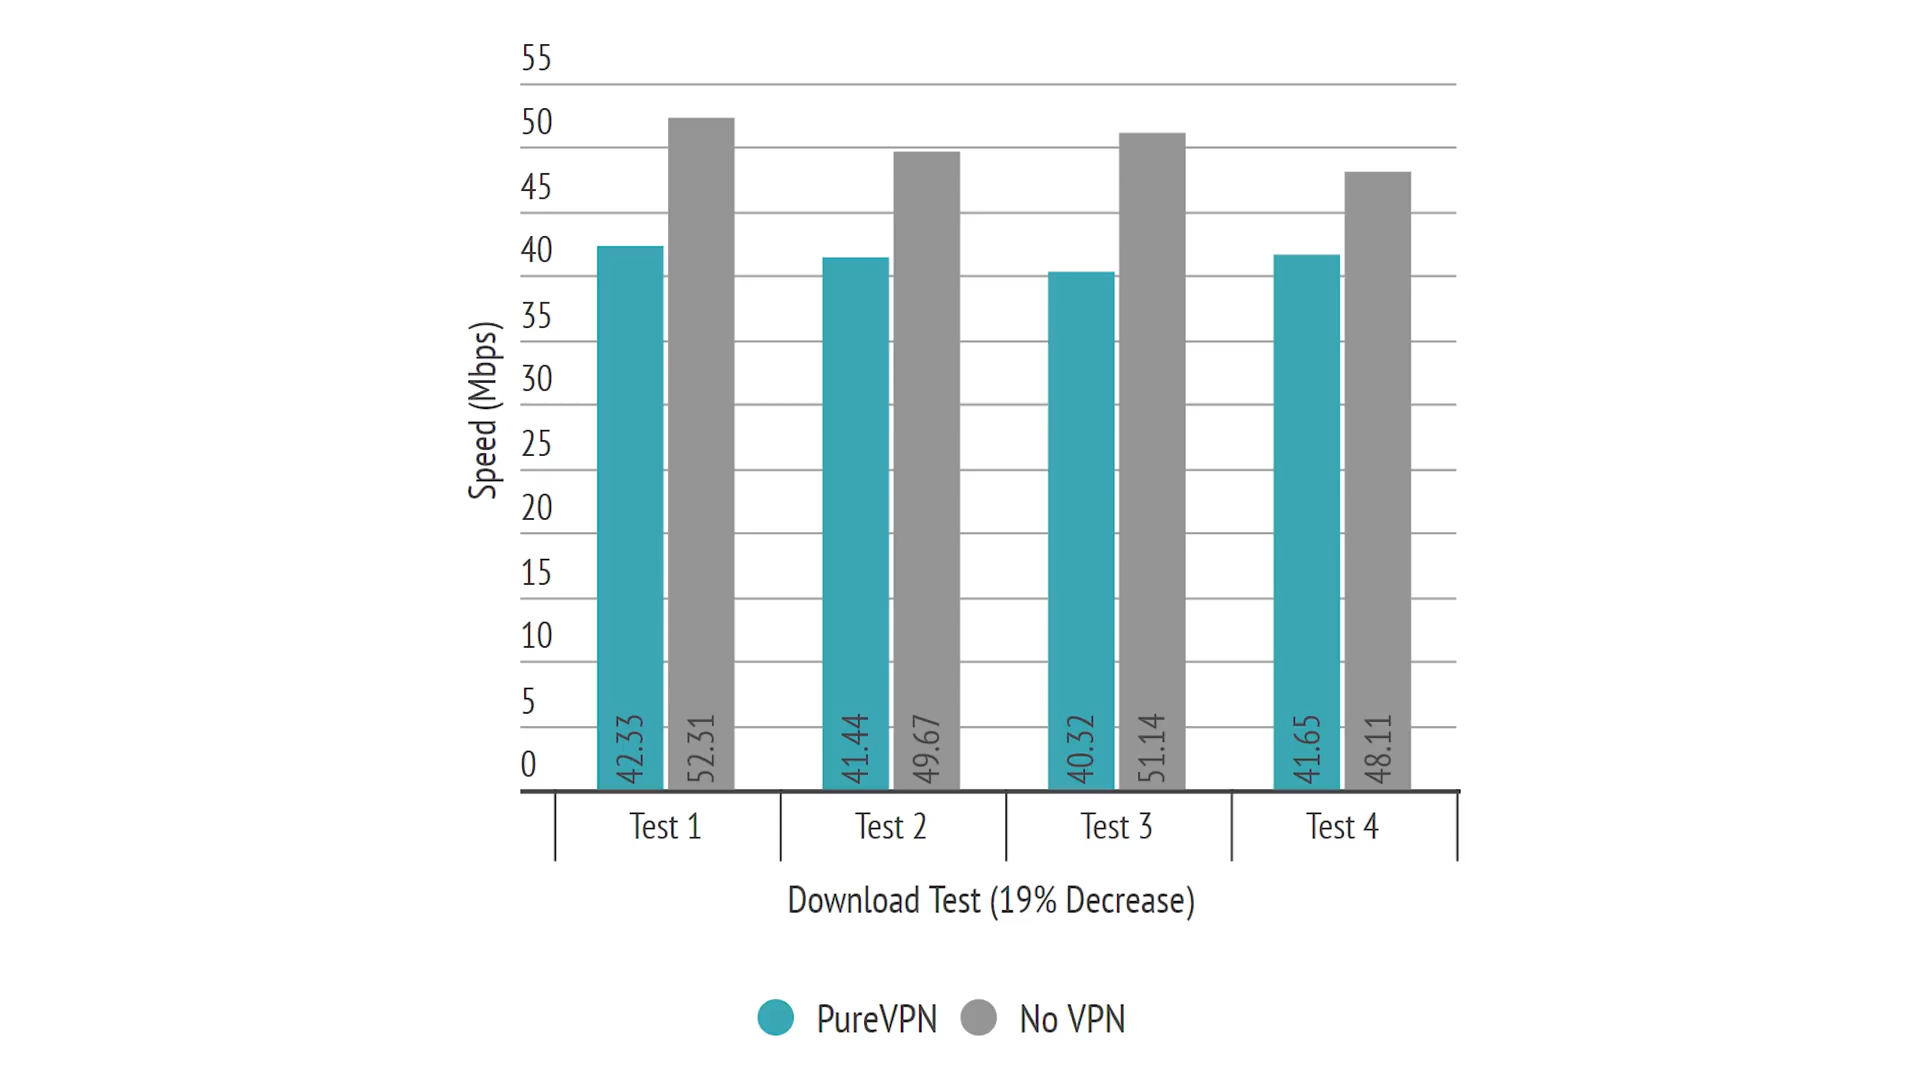 55
50
45
40
35
30
25
20
15
10
5
0
Speed (Mbps)
42.33
52.31
41.44
49.67
40.32
51.14
41.65
48.11
Test 1
Test 2
Test 3
Test 4
Download Test (19% Decrease)
PureVPN
No VPN